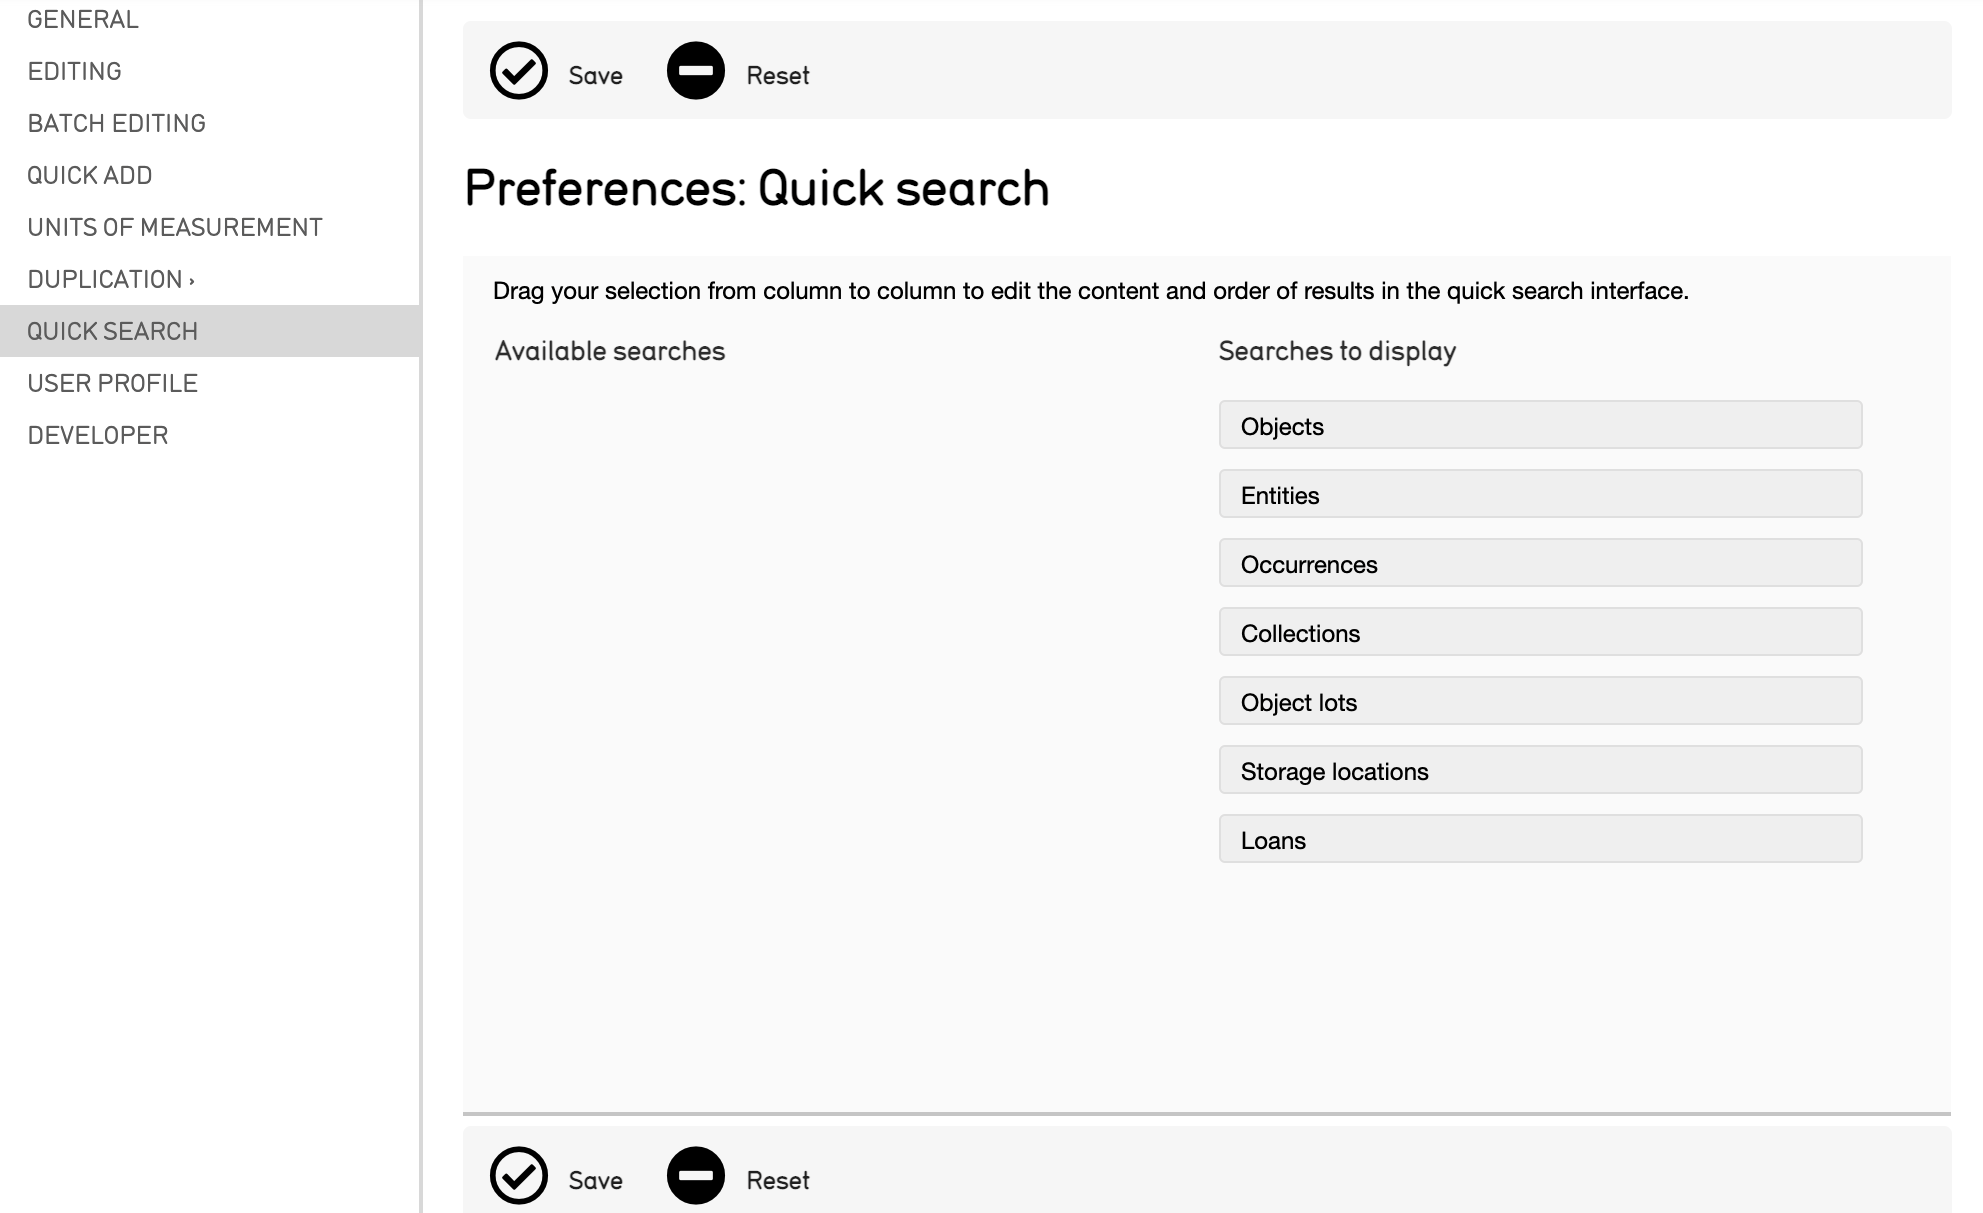 GENERAL
EDITING
BATCH EDITING
QUICK ADD
UNITS OF MEASUREMENT
DUPLICATION ›
QUICK SEARCH
USER PROFILE
DEVELOPER
Save Reset
Preferences: Quick search
Drag your selection from column to column to edit the content and order of results in the quick search interface.
Available searches
Searches to display
Objects
Entities
Occurrences
Collections
Object lots
Storage locations
Loans
Save Reset